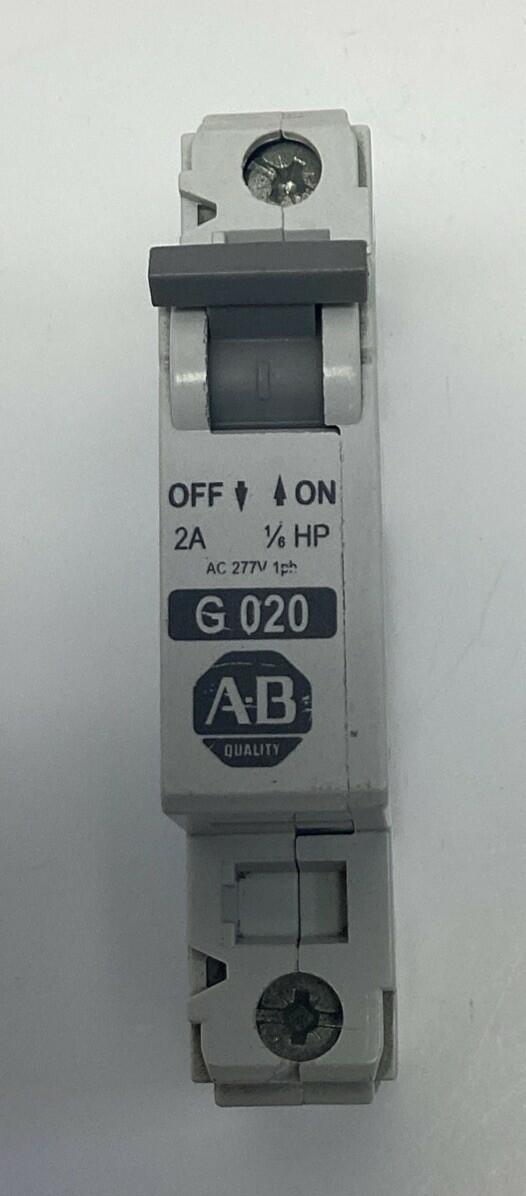 I
OFF ⬇ ⬆ ON
2A 1/6 HP
AC 277V 1ph
G 020
A-B
QUALITY